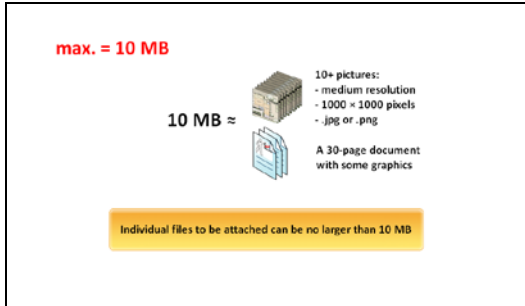 max. = 10 MB
10 MB ≈
10+ pictures:
- medium resolution
- 1000 × 1000 pixels
- .jpg or .png
A 30-page document
with some graphics
Individual files to be attached can be no larger than 10 MB